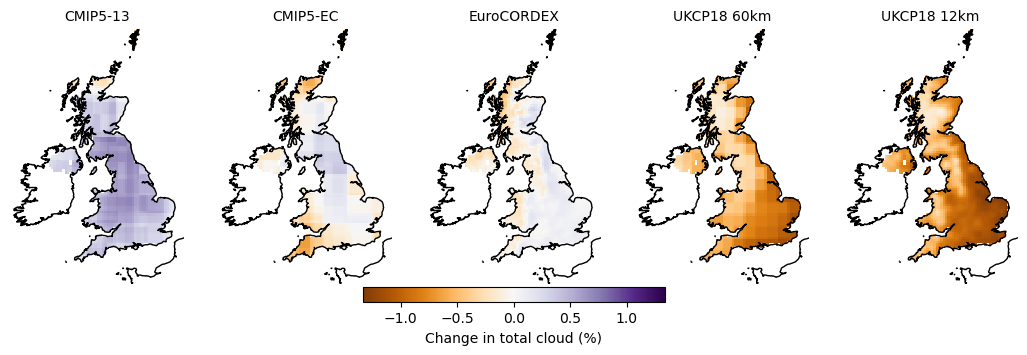 CMIP5-13 CMIP5-EC EuroCORDEX UKCP18 60km UKCP18 12km
−1.0 −0.5 0.0 0.5 1.0
Change in total cloud (%)